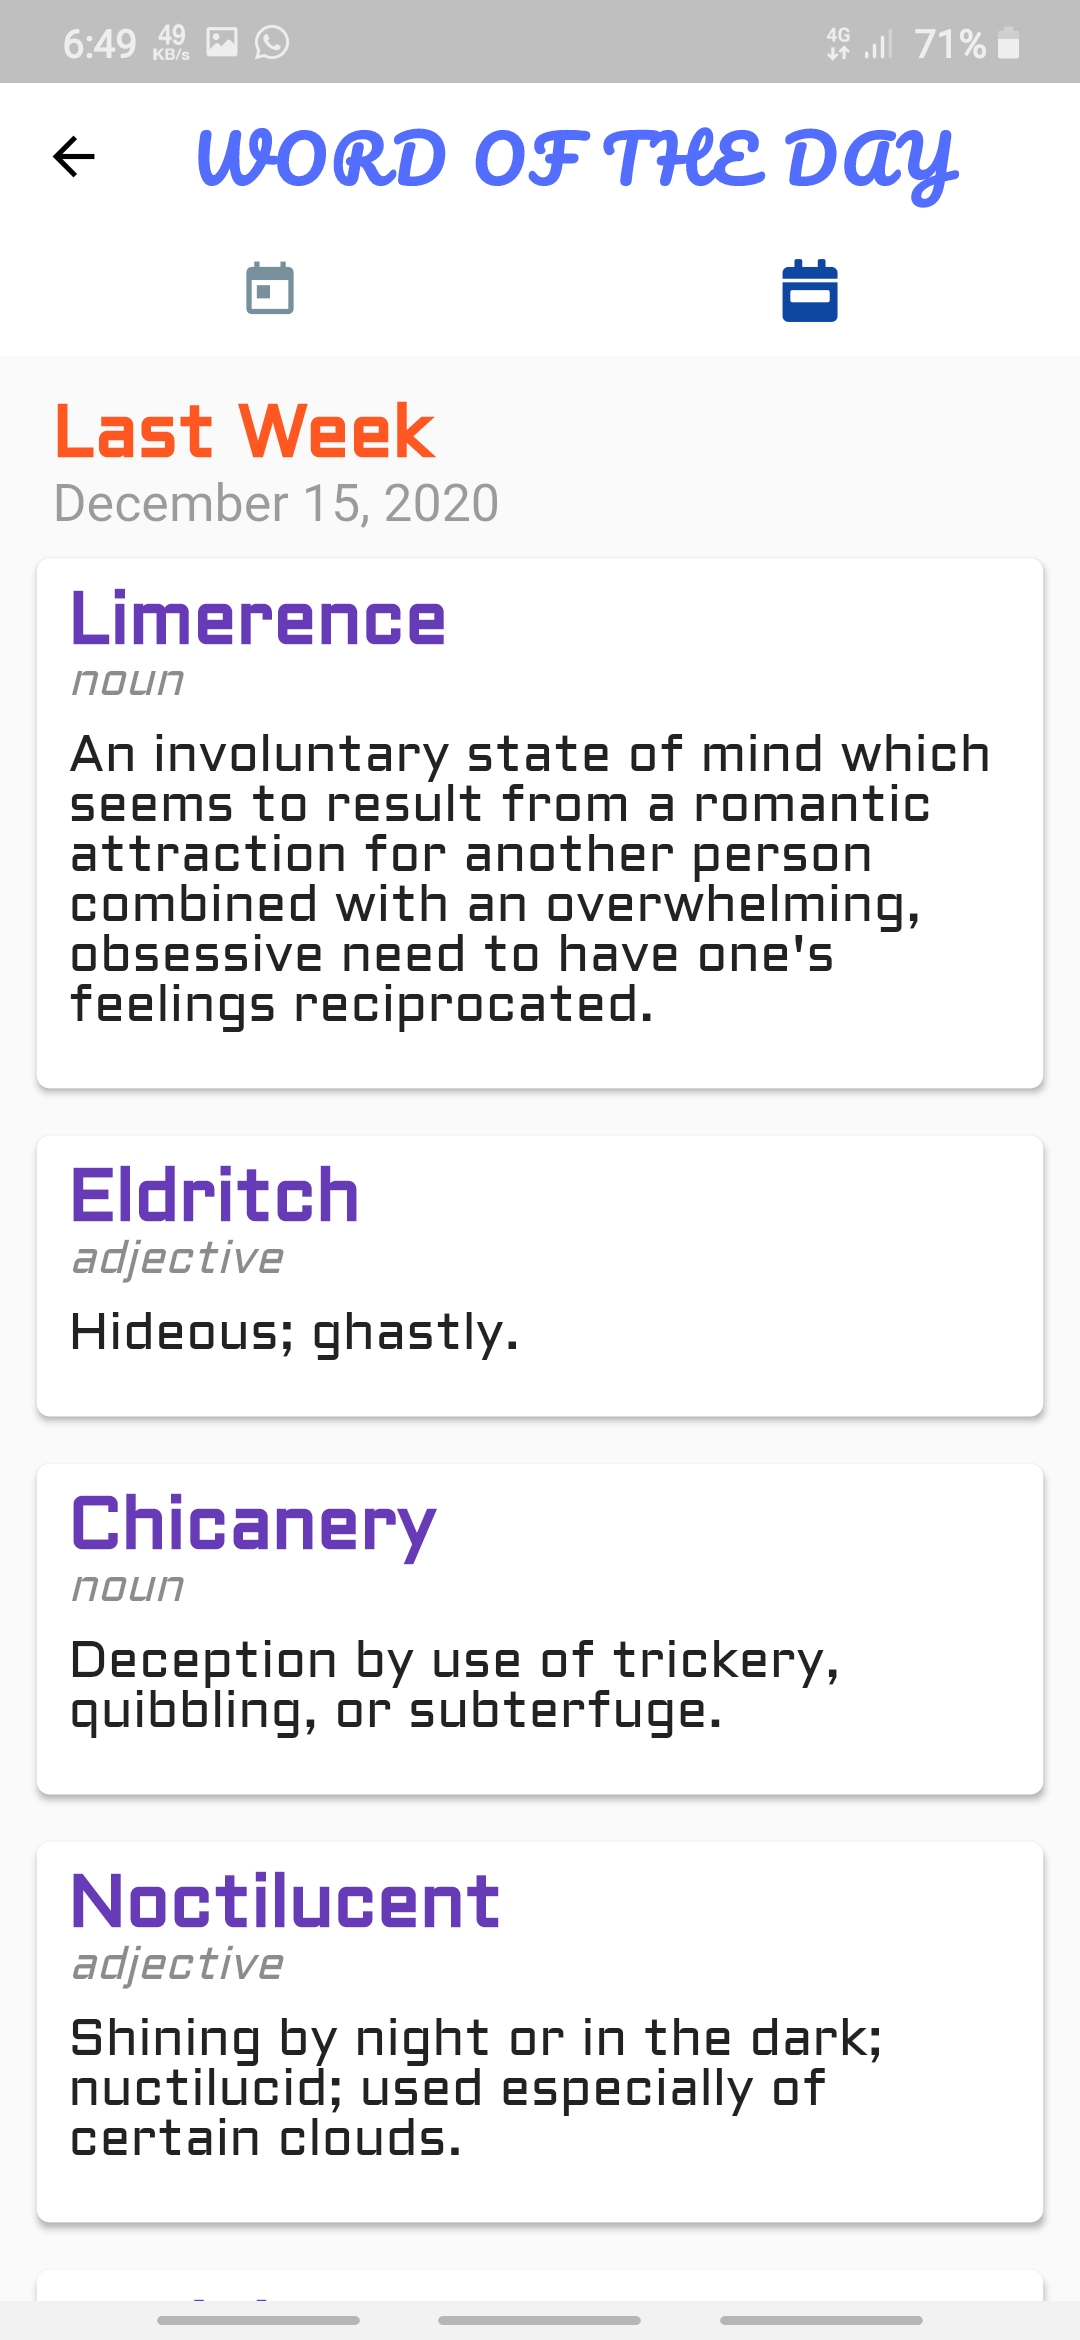 6:49 49 KB/s 4G 71%
WORD OF THE DAY
Last Week
December 15, 2020
Limerence
noun
An involuntary state of mind which
seems to result from a romantic
attraction for another person
combined with an overwhelming,
obsessive need to have one's
feelings reciprocated.
Eldritch
adjective
Hideous; ghastly.
Chicanery
noun
Deception by use of trickery,
quibbling, or subterfuge.
Noctilucent
adjective
Shining by night or in the dark;
nuctilucid; used especially of
certain clouds.